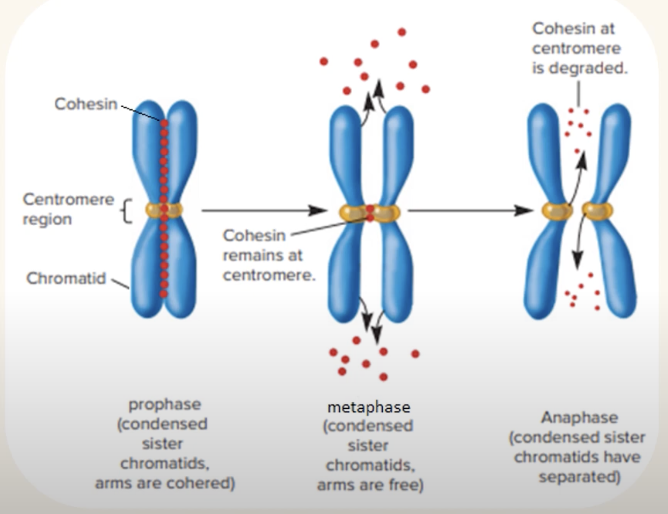 Cohesin at
centromere
is degraded.
Cohesin
Centromere
region
Cohesin
remains at
centromere.
Chromatid
prophase
(condensed
sister
chromatids,
arms are cohered)
metaphase
(condensed
sister
chromatids,
arms are free)
Anaphase
(condensed sister
chromatids have
separated)